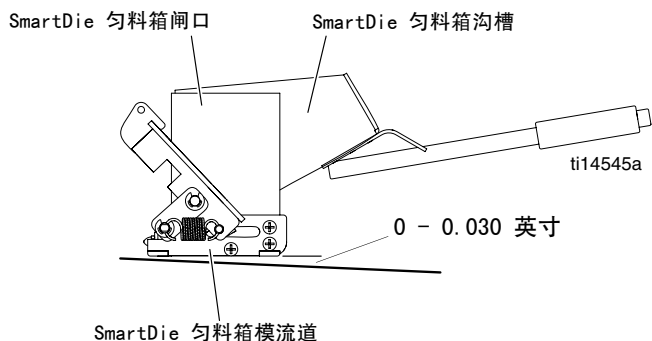 SmartDie 匀料箱闸口
SmartDie 匀料箱沟槽
ti14545a
0 - 0.030 英寸
SmartDie 匀料箱模流道